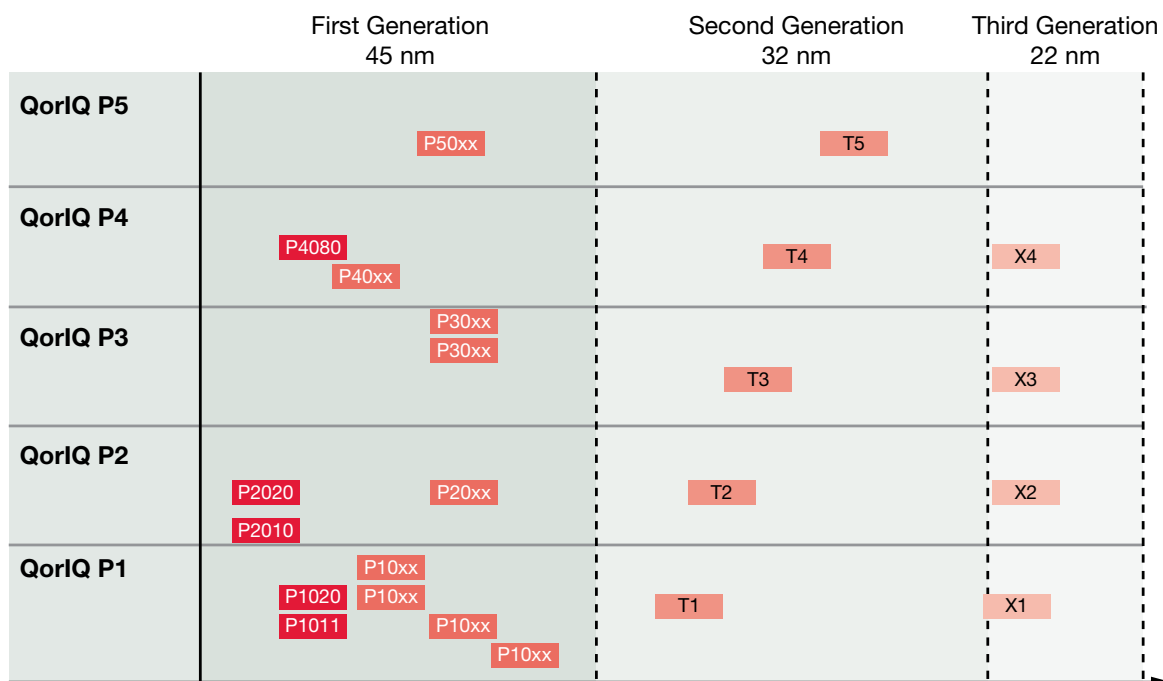 First Generation
45 nm
Second Generation
32 nm
Third Generation
22 nm
QorIQ P5
P50xx
T5
QorIQ P4
P4080
P40xx
T4
X4
QorIQ P3
P30xx
P30xx
T3
X3
QorIQ P2
P2020
P20xx
T2
X2
P2010
QorIQ P1
P10xx
P1020
P10xx
T1
X1
P1011
P10xx
P10xx